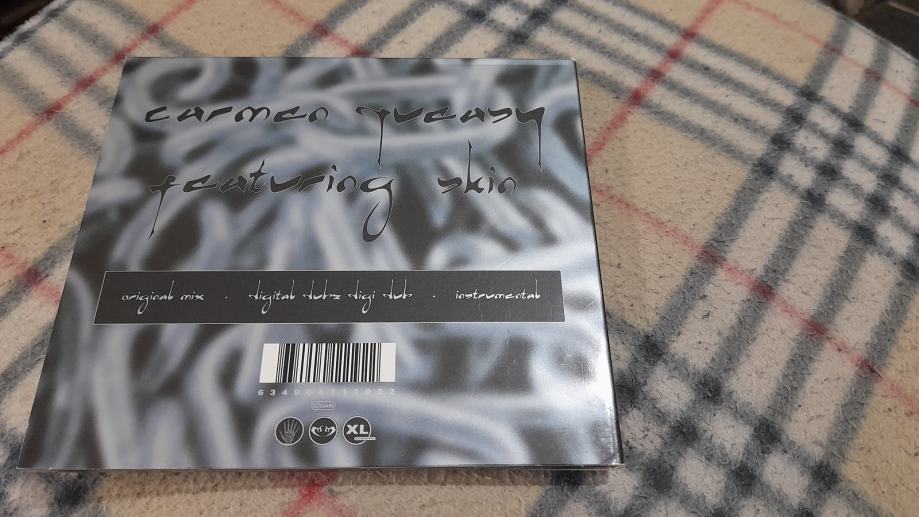 carmen queasy
featuring skin
original mix · digital dubz digi dub · instrumental
XL